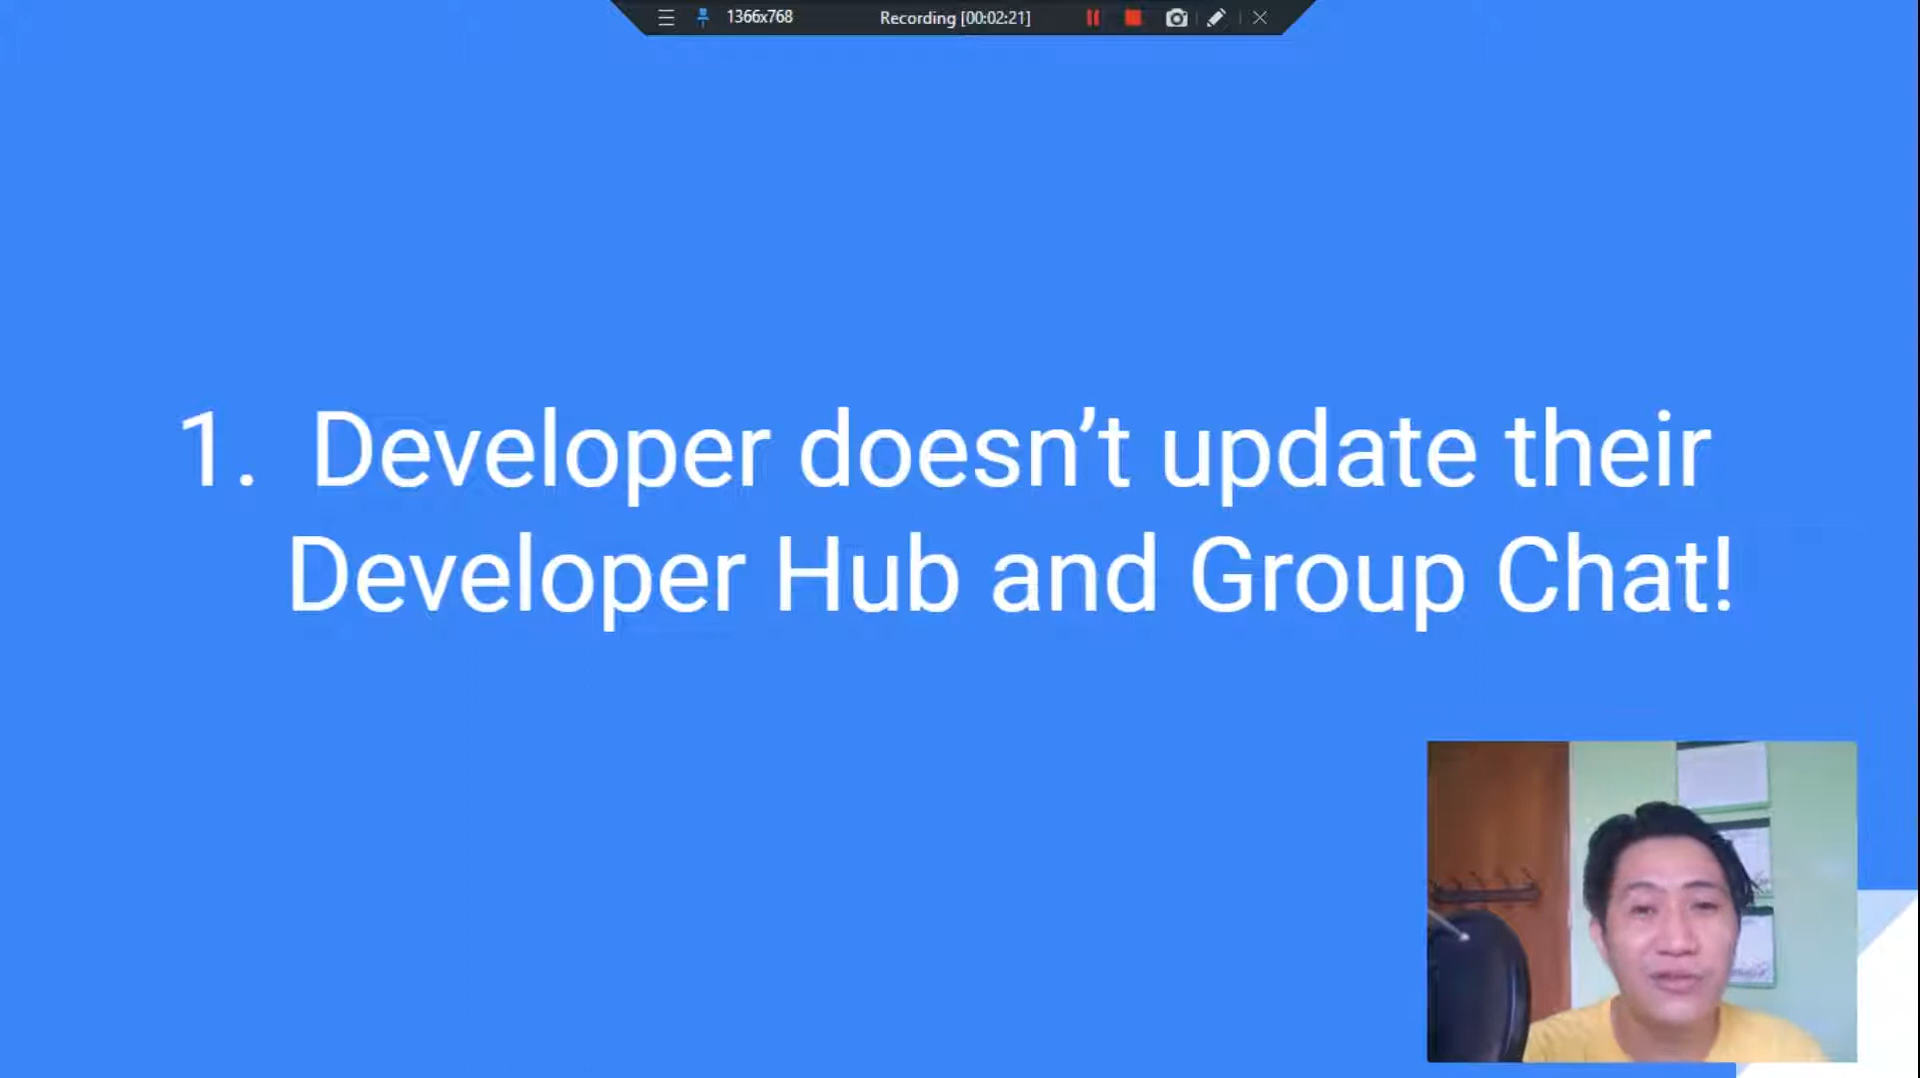 1366x768 Recording [00:02:21]
1. Developer doesn’t update their
Developer Hub and Group Chat!